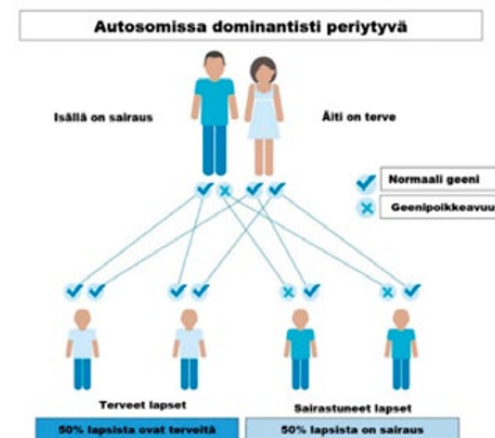 Autosomissa dominantisti periytyvä
Isällä on sairaus
Äiti on terve
Normaali geeni
Geenipoikkeavuu
Terveet lapset
Sairastuneet lapset
50% lapsista ovat terveitä
50% lapsista on sairaus